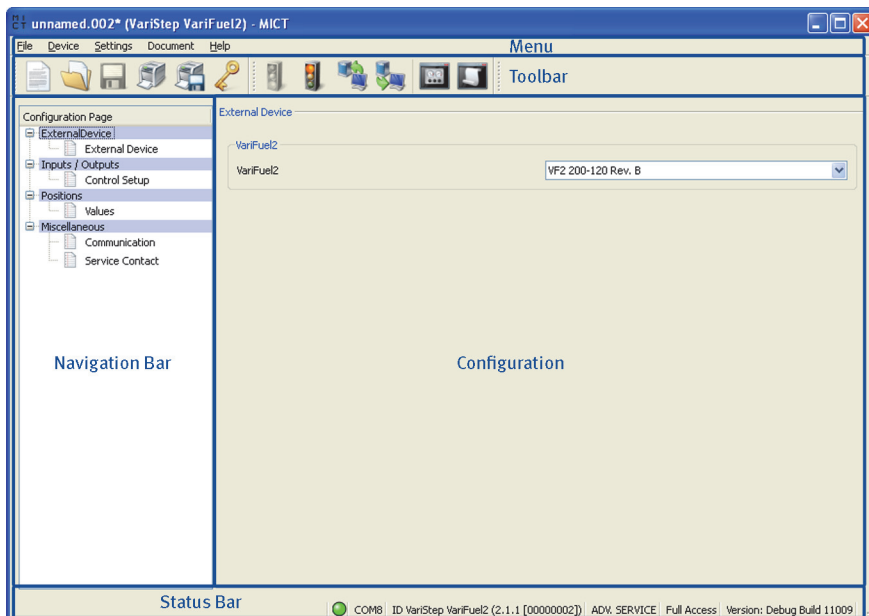 unnamed.002* (VariStep VariFuel2) - MICT
File Device Settings Document Help
Menu
Toolbar
Configuration Page
ExternalDevice
External Device
Inputs / Outputs
Control Setup
Positions
Values
Miscellaneous
Communication
Service Contact
Navigation Bar
External Device
VariFuel2
VariFuel2 VF2 200-120 Rev. B
Configuration
Status Bar
COM8 ID VariStep VariFuel2 (2.1.1 [00000002]) ADV. SERVICE Full Access Version: Debug Build 11009